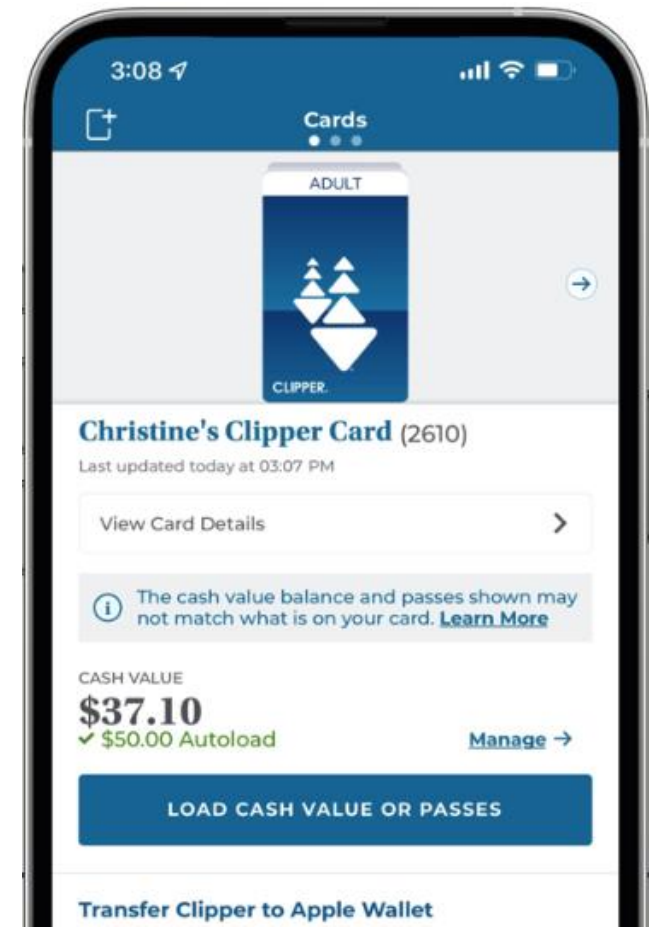 3:08
Cards
ADULT
CLIPPER.
Christine's Clipper Card (2610)
Last updated today at 03:07 PM
View Card Details
The cash value balance and passes shown may
not match what is on your card. Learn More
CASH VALUE
$37.10
$50.00 Autoload
Manage
LOAD CASH VALUE OR PASSES
Transfer Clipper to Apple Wallet